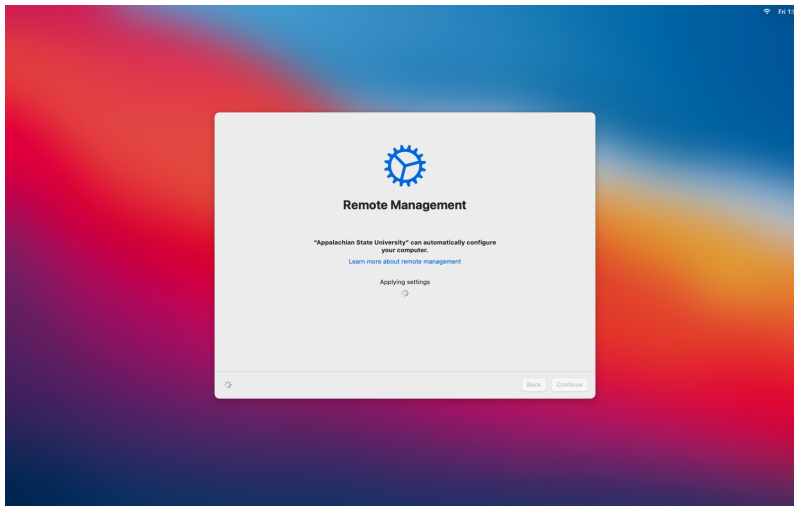 Fri
Remote Management
“Appalachian State University” can automatically configure
your computer.
Learn more about remote management
Applying settings
Back
Continue